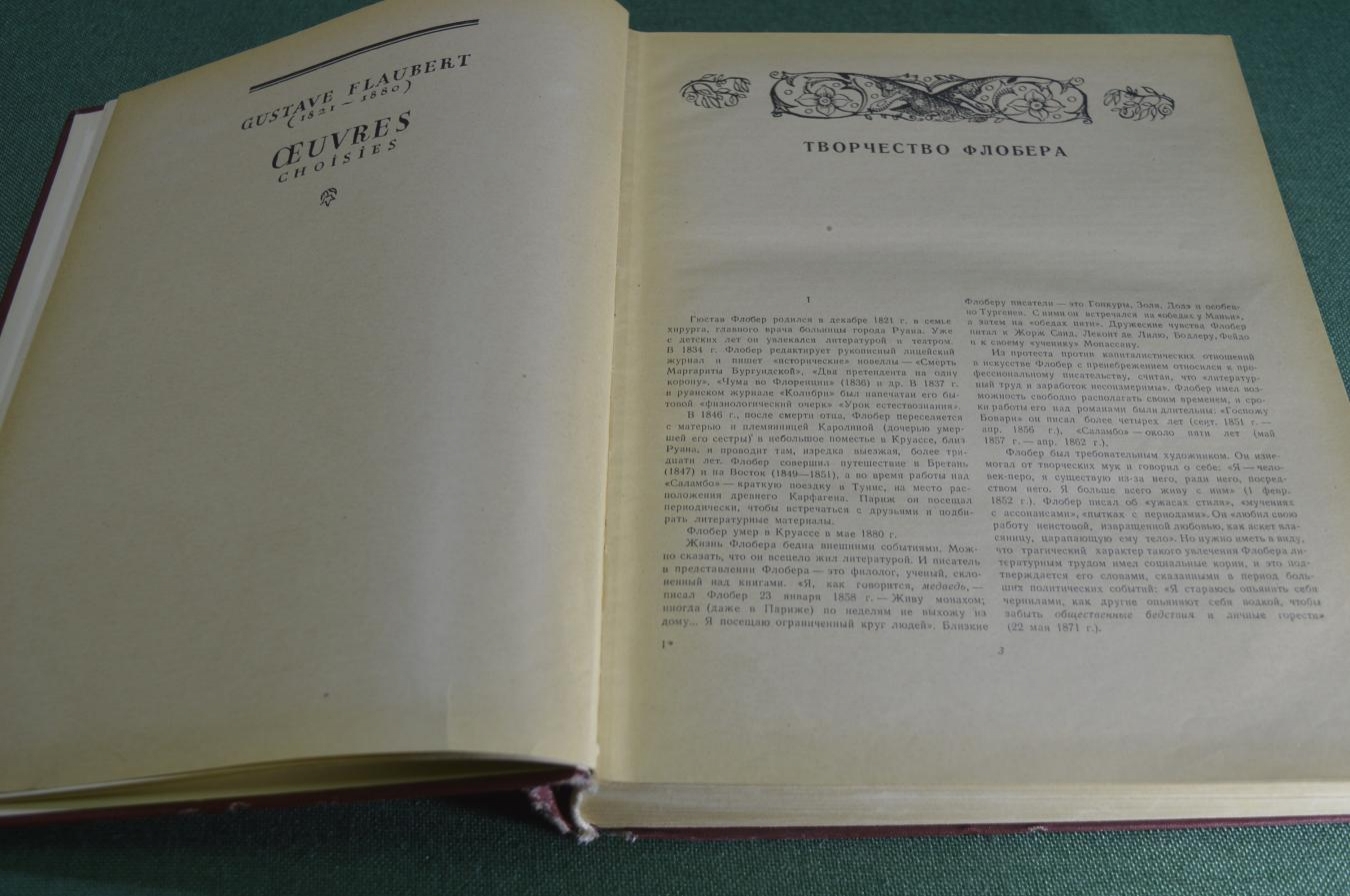 GUSTAVE FLAUBERT
(1821 ~ 1880)
ŒUVRES
CHOISIES
ТВОРЧЕСТВО ФЛОБЕРА
1
Гюстав Флобер родился в декабре 1821 г. в семье
хирурга, главного врача больницы города Руана. Уже
с детских лет он увлекался литературой и театром.
В 1834 г. Флобер редактирует рукописный лицейский
журнал и пишет «исторические» новеллы — «Смерть
Маргариты Бургундской», «Два претендента на одну
корону», «Чума во Флоренции» (1836) и др. В 1837 г.
в руанском журнале «Колибри» был напечатан его бы-
товой «физиологический очерк» «Урок естествознания».
В 1846 г., после смерти отца, Флобер переселяется
с матерью и племянницей Каролиной (дочерью умер-
шей его сестры) в небольшое поместье в Круассе, близ
Руана, и проводит там, изредка выезжая, более три-
дцати лет. Флобер совершил путешествие в Бретань
(1847) и на Восток (1849—1851), а во время работы над
«Саламбо» — краткую поездку в Тунис, на место рас-
положения древнего Карфагена. Париж он посещал
периодически, чтобы встречаться с друзьями и подби-
рать литературные материалы.
Флобер умер в Круассе в мае 1880 г.
Жизнь Флобера бедна внешними событиями. Мож-
но сказать, что он всецело жил литературой. И писатель
в представлении Флобера — это филолог, ученый, скло-
ненный над книгами. «Я, как говорится, медведь, —
писал Флобер 23 января 1858 г. — Живу монахом;
иногда (даже в Париже) по неделям не выхожу из
дому... Я посещаю ограниченный круг людей». Близкие
1*
Флоберу писатели — это Гонкуры, Золя, Додэ и особен-
но Тургенев. С ними он встречался на «обедах у Маньи»,
а затем на «обедах пяти». Дружеские чувства Флобер
питал к Жорж Санд, Леконт де Лилю, Бодлеру, Фейдо
и к своему «ученику» Мопассану.
Из протеста против капиталистических отношений
в искусстве Флобер с пренебрежением относился к про-
фессиональному писательству, считая, что «литератур-
ный труд и заработок несоизмеримы». Флобер имел воз-
можность свободно располагать своим временем, и сро-
ки работы его над романами были длительны: «Госпожу
Бовари» он писал более четырех лет (сент. 1851 г. —
апр. 1856 г.), «Саламбо» — около пяти лет (май
1857 г. — апр. 1862 г.).
Флобер был требовательным художником. Он изне-
могал от творческих мук и говорил о себе: «Я — чело-
век-перо, я существую из-за него, ради него, посред-
ством него. Я больше всего живу с ним» (1 февр.
1852 г.). Флобер писал об «ужасах стиля», «мучениях
с ассонансами», «пытках с периодами». Он «любил свою
работу неистовой, извращенной любовью, как аскет вла-
сяницу, царапающую ему тело». Но нужно иметь в виду,
что трагический характер такого увлечения Флобера ли-
тературным трудом имел социальные корни, и это под-
тверждается его словами, сказанными в период боль-
ших политических событий: «Я стараюсь опьянить себя
чернилами, как другие опьяняют себя водкой, чтобы
забыть общественные бедствия и личные горести»
(22 мая 1871 г.).
3